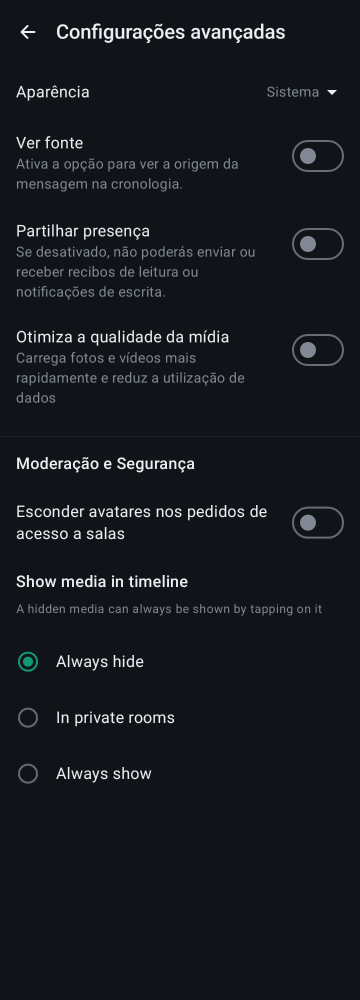 Configurações avançadas
Aparência
Sistema
Ver fonte
Ativa a opção para ver a origem da
mensagem na cronologia.
Partilhar presença
Se desativado, não poderás enviar ou
receber recibos de leitura ou
notificações de escrita.
Otimiza a qualidade da mídia
Carrega fotos e vídeos mais
rapidamente e reduz a utilização de
dados
Moderação e Segurança
Esconder avatares nos pedidos de
acesso a salas
Show media in timeline
A hidden media can always be shown by tapping on it
Always hide
In private rooms
Always show